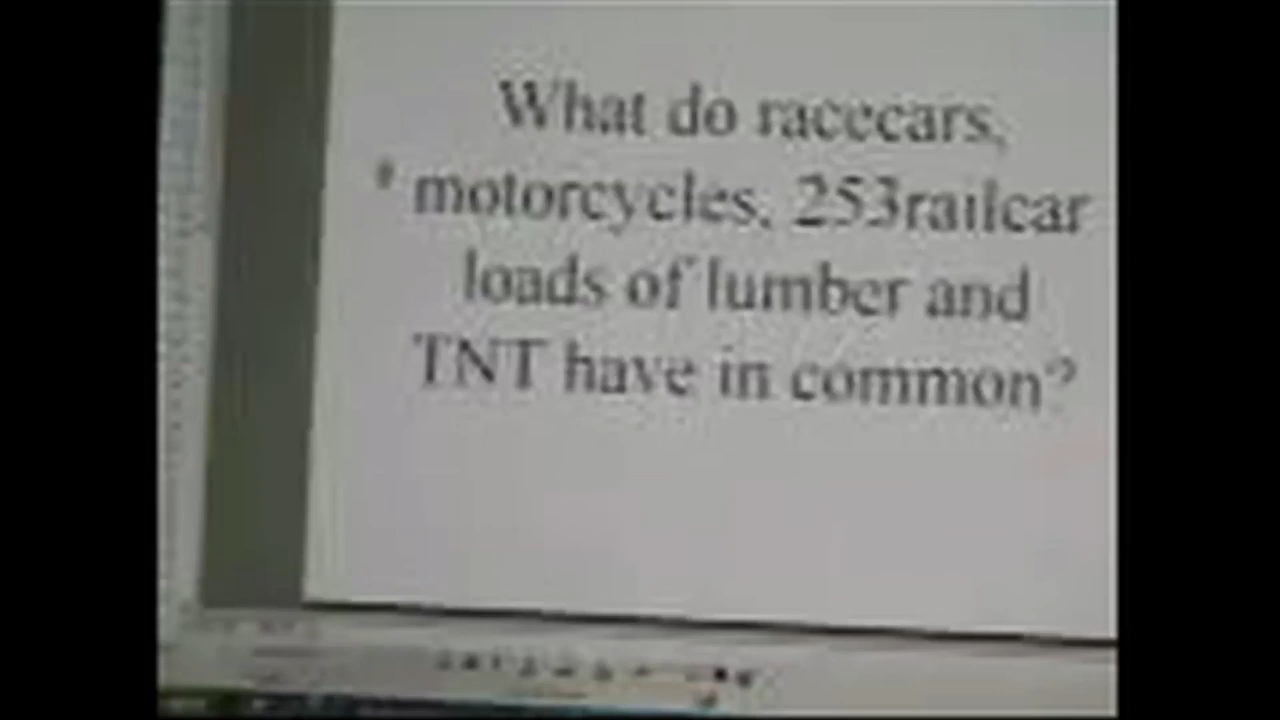 What do racecars,
motorcycles, 253railcar
loads of lumber and
TNT have in common?